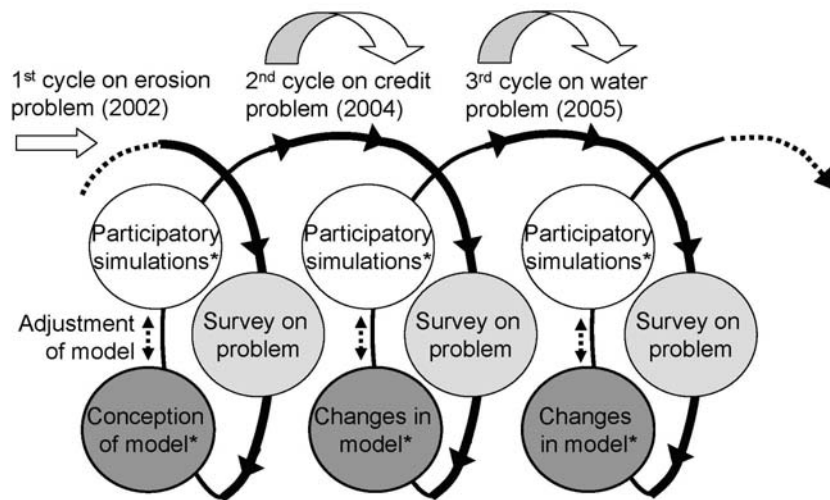 1st cycle on erosion
problem (2002)
2nd cycle on credit
problem (2004)
3rd cycle on water
problem (2005)
Participatory
simulations*
Participatory
simulations*
Participatory
simulations*
Adjustment
of model
Survey on
problem
Survey on
problem
Survey on
problem
Conception
of model*
Changes in
model*
Changes
in model*